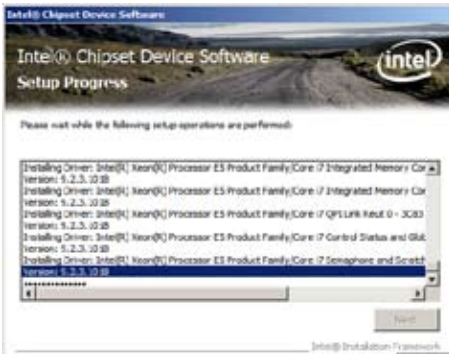 Intel® Chipset Device Software
Intel® Chipset Device Software
Setup Progress
intel
Please wait while the following setup operations are performed:
Installing Driver: Intel(R) Xeon(R) Processor E5 Product Family/Core i7 Integrated Memory Cor
Version: 9.2.3.1018
Installing Driver: Intel(R) Xeon(R) Processor E5 Product Family/Core i7 Integrated Memory Cor
Version: 9.2.3.1018
Installing Driver: Intel(R) Xeon(R) Processor E5 Product Family/Core i7 QPI Link Reut 0 - 3C83
Version: 9.2.3.1018
Installing Driver: Intel(R) Xeon(R) Processor E5 Product Family/Core i7 Control Status and Glob
Version: 9.2.3.1018
Installing Driver: Intel(R) Xeon(R) Processor E5 Product Family/Core i7 Semaphore and Scratch
Version: 9.2.3.1018
***************
Next
Intel® Installation Framework